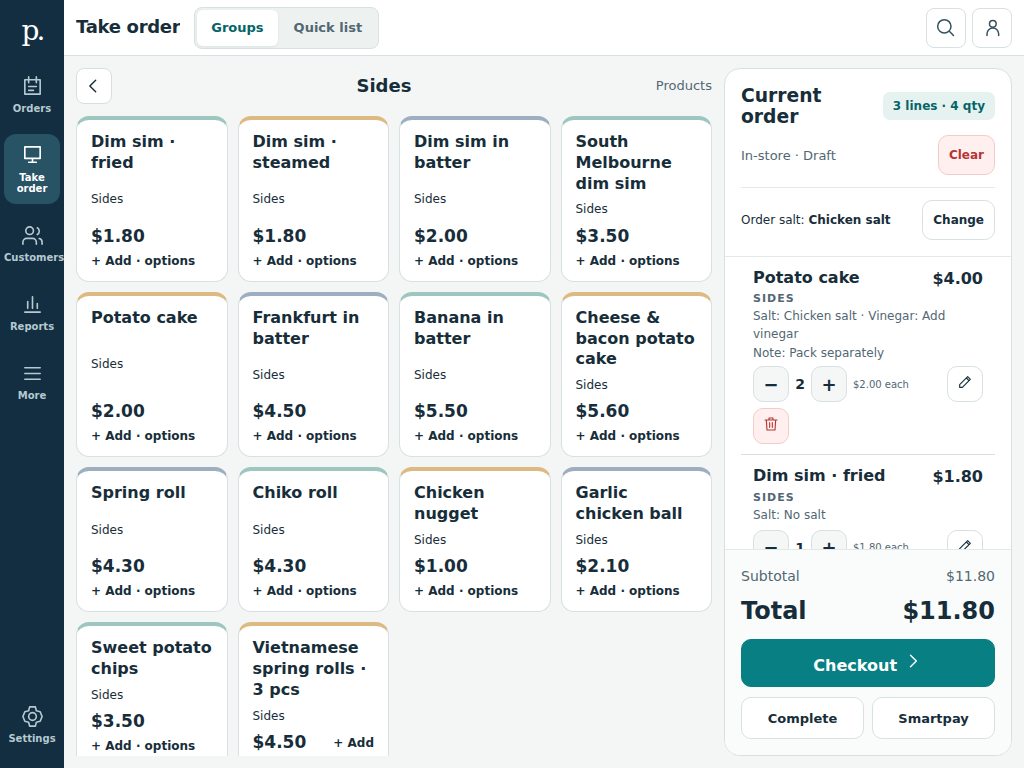 p.
Orders
Take
order
Customers
Reports
More
Settings
Take order
Groups
Quick list
Sides
Products
Dim sim ·
fried
Sides
$1.80
+ Add · options
Dim sim ·
steamed
Sides
$1.80
+ Add · options
Dim sim in
batter
Sides
$2.00
+ Add · options
South
Melbourne
dim sim
Sides
$3.50
+ Add · options
Potato cake
Sides
$2.00
+ Add · options
Frankfurt in
batter
Sides
$4.50
+ Add · options
Banana in
batter
Sides
$5.50
+ Add · options
Cheese &
bacon potato
cake
Sides
$5.60
+ Add · options
Spring roll
Sides
$4.30
+ Add · options
Chiko roll
Sides
$4.30
+ Add · options
Chicken
nugget
Sides
$1.00
+ Add · options
Garlic
chicken ball
Sides
$2.10
+ Add · options
Sweet potato
chips
Sides
$3.50
+ Add · options
Vietnamese
spring rolls ·
3 pcs
Sides
$4.50 + Add
Current
order
3 lines · 4 qty
In-store · Draft
Clear
Order salt: Chicken salt
Change
Potato cake $4.00
SIDES
Salt: Chicken salt · Vinegar: Add
vinegar
Note: Pack separately
− 2 + $2.00 each
Dim sim · fried $1.80
SIDES
Salt: No salt
− 1 + $1.80 each
Subtotal $11.80
Total $11.80
Checkout
Complete
Smartpay